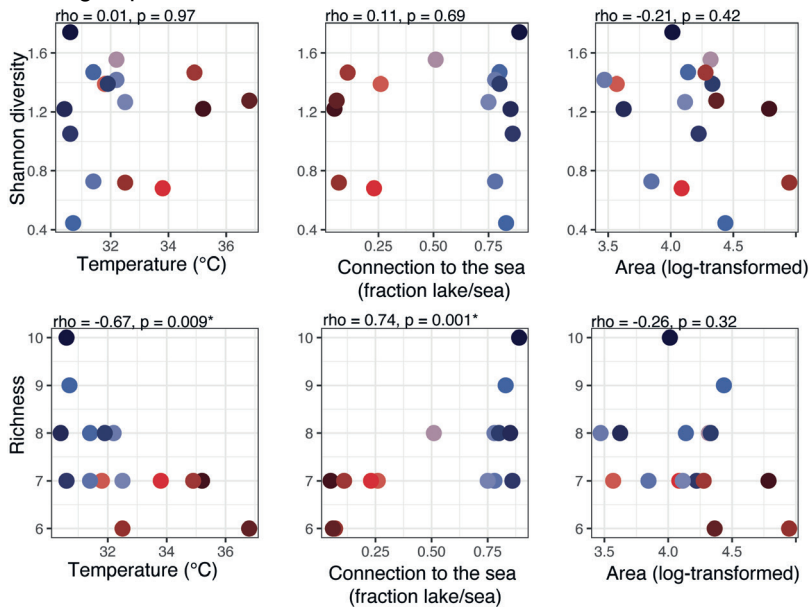 rho = 0.01, p = 0.97
rho = 0.11, p = 0.69
rho = -0.21, p = 0.42
Shannon diversity
1.6
1.2
0.8
0.4
1.6
1.2
0.8
0.4
1.6
1.2
0.8
0.4
32 34 36
0.25 0.50 0.75
3.5 4.0 4.5
Temperature (°C)
Connection to the sea
(fraction lake/sea)
Area (log-transformed)
rho = -0.67, p = 0.009*
rho = 0.74, p = 0.001*
rho = -0.26, p = 0.32
Richness
10
9
8
7
6
10
9
8
7
6
10
9
8
7
6
32 34 36
0.25 0.50 0.75
3.5 4.0 4.5
Temperature (°C)
Connection to the sea
(fraction lake/sea)
Area (log-transformed)